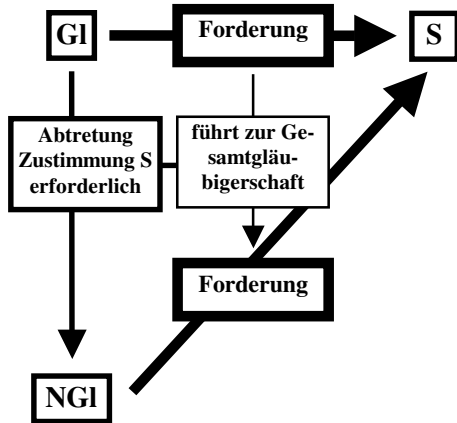 Gl
Forderung
S
Abtretung
Zustimmung S
erforderlich
führt zur Ge-
samtgläu-
bigerschaft
Forderung
NGl